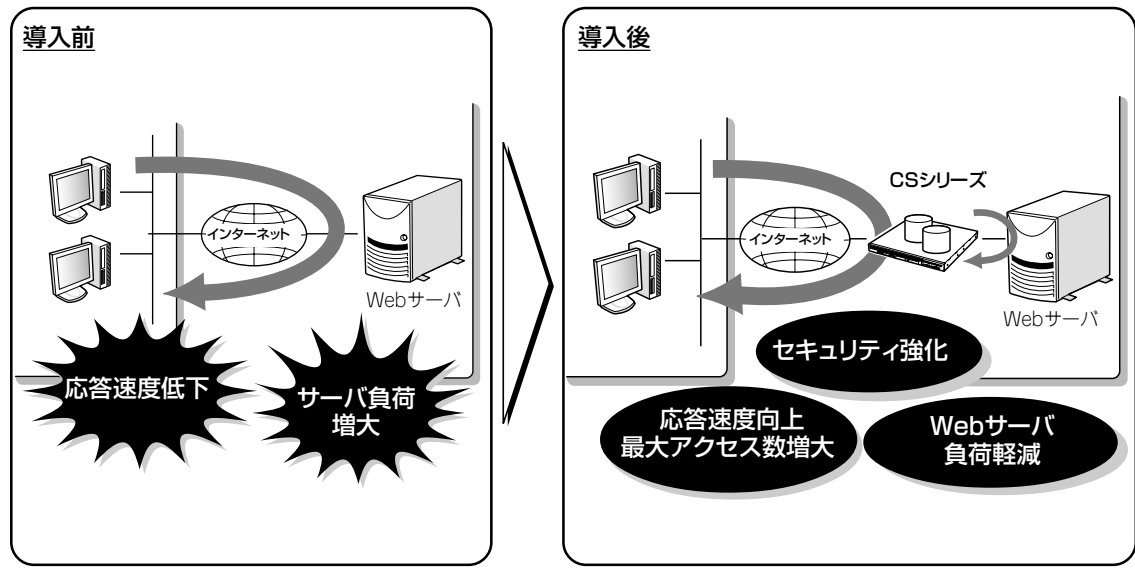 導入前
インターネット
Webサーバ
応答速度低下
サーバ負荷
増大
導入後
CSシリーズ
インターネット
Webサーバ
セキュリティ強化
応答速度向上
最大アクセス数増大
Webサーバ
負荷軽減